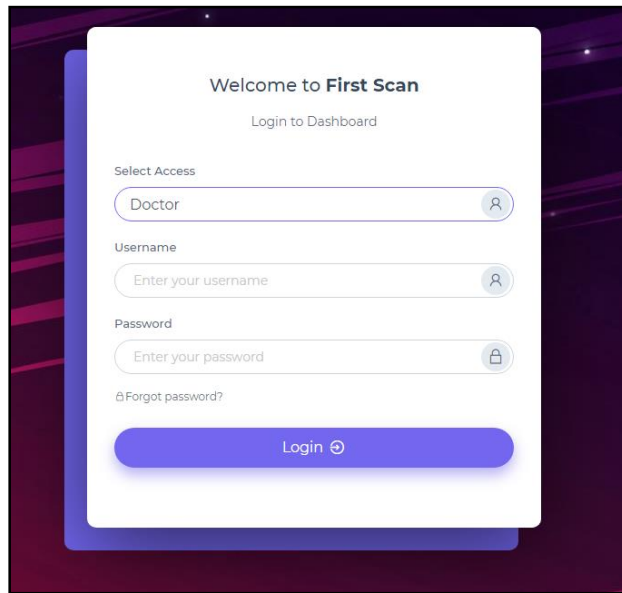 Welcome to First Scan
Login to Dashboard
Select Access
Doctor
Username
Enter your username
Password
Enter your password
Forgot password?
Login